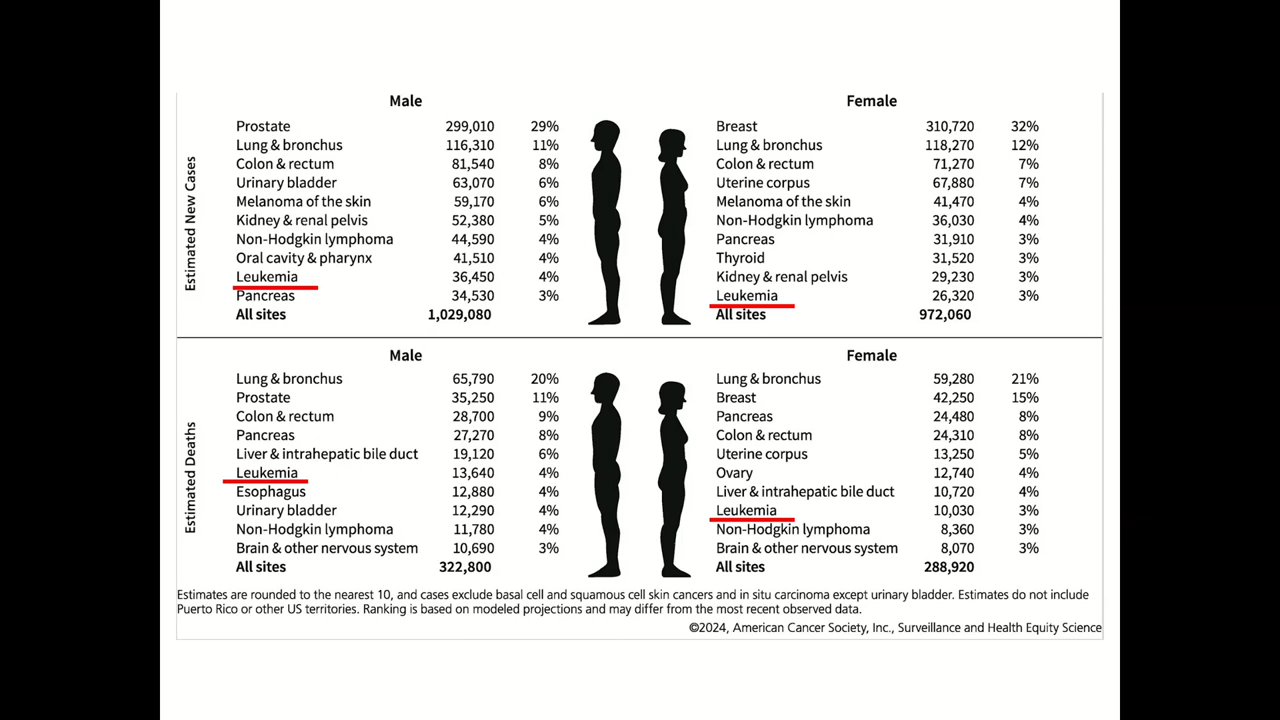 Male Female
Estimated New Cases
Prostate 299,010 29% Breast 310,720 32%
Lung & bronchus 116,310 11% Lung & bronchus 118,270 12%
Colon & rectum 81,540 8% Colon & rectum 71,270 7%
Urinary bladder 63,070 6% Uterine corpus 67,880 7%
Melanoma of the skin 59,170 6% Melanoma of the skin 41,470 4%
Kidney & renal pelvis 52,380 5% Non-Hodgkin lymphoma 36,030 4%
Non-Hodgkin lymphoma 44,590 4% Pancreas 31,910 3%
Oral cavity & pharynx 41,510 4% Thyroid 31,520 3%
Leukemia 36,450 4% Kidney & renal pelvis 29,230 3%
Pancreas 34,530 3% Leukemia 26,320 3%
All sites 1,029,080 All sites 972,060
Male Female
Estimated Deaths
Lung & bronchus 65,790 20% Lung & bronchus 59,280 21%
Prostate 35,250 11% Breast 42,250 15%
Colon & rectum 28,700 9% Pancreas 24,480 8%
Pancreas 27,270 8% Colon & rectum 24,310 8%
Liver & intrahepatic bile duct 19,120 6% Uterine corpus 13,250 5%
Leukemia 13,640 4% Ovary 12,740 4%
Esophagus 12,880 4% Liver & intrahepatic bile duct 10,720 4%
Urinary bladder 12,290 4% Leukemia 10,030 3%
Non-Hodgkin lymphoma 11,780 4% Non-Hodgkin lymphoma 8,360 3%
Brain & other nervous system 10,690 3% Brain & other nervous system 8,070 3%
All sites 322,800 All sites 288,920
Estimates are rounded to the nearest 10, and cases exclude basal cell and squamous cell skin cancers and in situ carcinoma except urinary bladder. Estimates do not include
Puerto Rico or other US territories. Ranking is based on modeled projections and may differ from the most recent observed data.
©2024, American Cancer Society, Inc., Surveillance and Health Equity Science